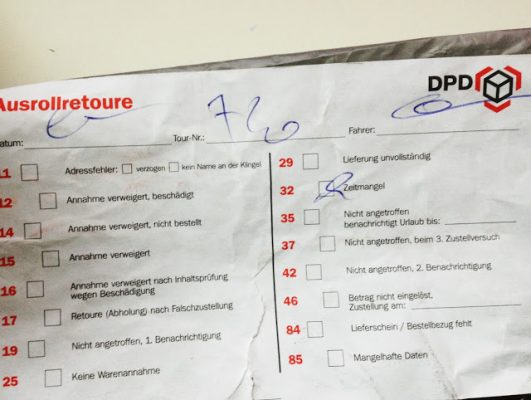 DPD
Ausrollretoure
Datum: Tour-Nr.: 710 Fahrer:
11 Adressfehler: verzogen kein Name an der Klingel
12 Annahme verweigert, beschädigt
14 Annahme verweigert, nicht bestellt
15 Annahme verweigert
16 Annahme verweigert nach Inhaltsprüfung
wegen Beschädigung
17 Retoure (Abholung) nach Falschzustellung
19 Nicht angetroffen, 1. Benachrichtigung
25 Keine Warenannahme
29 Lieferung unvollständig
32 Zeitmangel
35 Nicht angetroffen
benachrichtigt Urlaub bis:
37 Nicht angetroffen, beim 3. Zustellversuch
42 Nicht angetroffen, 2. Benachrichtigung
46 Betrag nicht eingelöst,
Zustellung am:
84 Lieferschein / Bestellbezug fehlt
85 Mangelhafte Daten